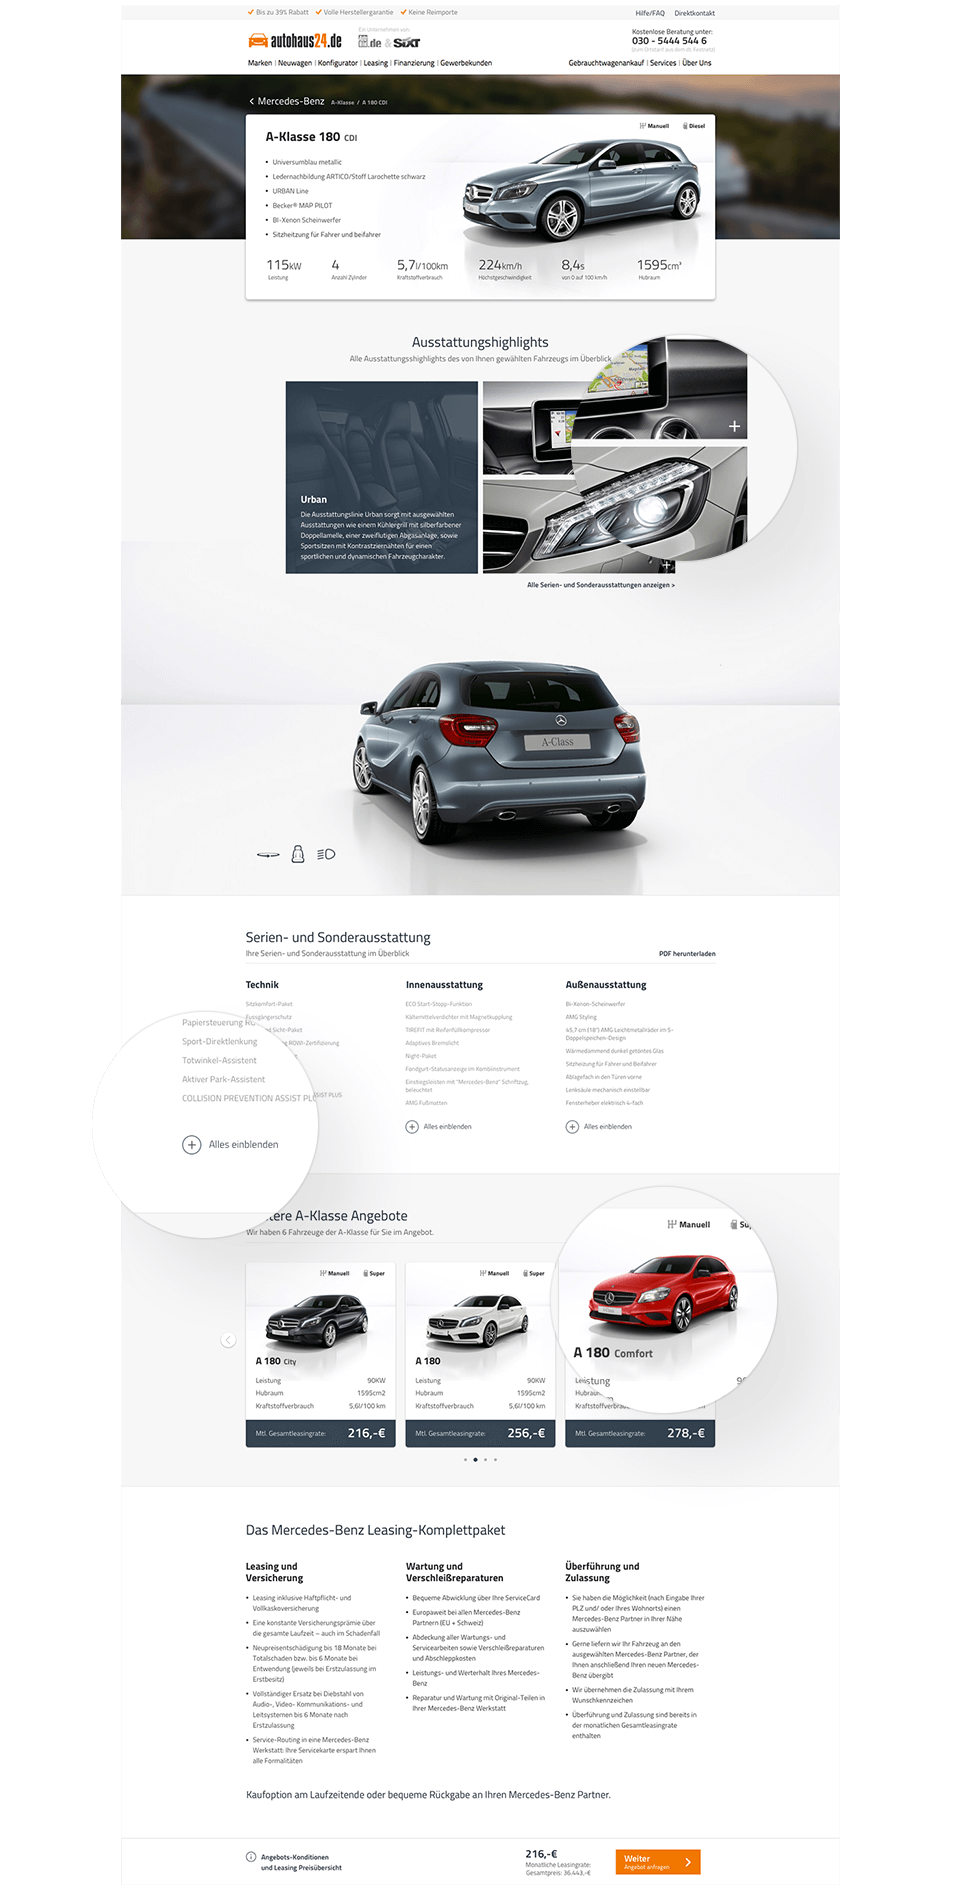 Bis zu 39% Rabatt Volle Herstellergarantie Keine Reimporte
Hilfe/FAQ Direktkontakt
autohaus24.de
Ein Unternehmen von:
.de & SIXT
Kostenlose Beratung unter:
030 - 5444 544 6
(zum Ortstarif aus dem dt. Festnetz)
Marken | Neuwagen | Konfigurator | Leasing | Finanzierung | Gewerbekunden
Gebrauchtwagenankauf | Services | Über Uns
Mercedes-Benz A-Klasse / A 180 CDI
Manuell Diesel
A-Klasse 180 CDI
• Universumblau metallic
• Ledernachbildung ARTICO/Stoff Larochette schwarz
• URBAN Line
• Becker® MAP PILOT
• BI-Xenon Scheinwerfer
• Sitzheitzung für Fahrer und beifahrer
115kW 4 5,7l/100km 224km/h 8,4s 1595cm³
Leistung Anzahl Zylinder Kraftstoffverbrauch Höchstgeschwindigkeit von 0 auf 100 km/h Hubraum
Ausstattungshighlights
Alle Ausstattungsshighlights des von Ihnen gewählten Fahrzeugs im Überblick
Urban
Die Ausstattungslinie Urban sorgt mit ausgewählten
Ausstattungen wie einem Kühlergrill mit silberfarbener
Doppellamelle, einer zweiflutigen Abgasanlage, sowie
Sportsitzen mit Kontrastziernähten für einen
sportlichen und dynamischen Fahrzeugcharakter.
Alle Serien- und Sonderausstattungen anzeigen >
A-Class
Serien- und Sonderausstattung
Ihre Serien- und Sonderausstattung im Überblick
PDF herunterladen
Technik
Sitzkomfort-Paket
Fussgängerschutz
nd Sicht-Paket
ng ROWI-Zertifizierung
ASSIST PLUS
Papiersteuerung
Sport-Direktlenkung
Totwinkel-Assistent
Aktiver Park-Assistent
COLLISION PREVENTION ASSIST PLU
Alles einblenden
Innenausstattung
ECO Start-Stopp-Funktion
Kältemittelverdichter mit Magnetkupplung
TIREFIT mit Reifenfüllkompressor
Adaptives Bremslicht
Night-Paket
Fondgurt-Statusanzeige im Kombiinstrument
Einstiegsleisten mit "Mercedes-Benz" Schriftzug,
beleuchtet
AMG Fußmatten
Alles einblenden
Außenausstattung
Bi-Xenon-Scheinwerfer
AMG Styling
45,7 cm (18") AMG Leichtmetallräder im 5-
Doppelspeichen-Design
Wärmedämmend dunkel getöntes Glas
Sitzheizung für Fahrer und Beifahrer
Ablagefach in den Türen vorne
Lenksäule mechanisch einstellbar
Fensterheber elektrisch 4-fach
Alles einblenden
tere A-Klasse Angebote
Wir haben 6 Fahrzeuge der A-Klasse für Sie im Angebot.
Manuell Super
A 180 City
Leistung 90KW
Hubraum 1595cm2
Kraftstoffverbrauch 5,6l/100 km
Mtl. Gesamtleasingrate: 216,-€
Manuell Super
A 180
Leistung 90KW
Hubraum 1595cm2
Kraftstoffverbrauch 5,6l/100 km
Mtl. Gesamtleasingrate: 256,-€
Manuell Su
A 180 Comfort
Leistung 90
Hubrau
Kraftstoffverbrau 5,6l/100 km
Mtl. Gesamtleasingrate: 278,-€
Das Mercedes-Benz Leasing-Komplettpaket
Leasing und
Versicherung
• Leasing inklusive Haftpflicht- und
Vollkaskoversicherung
• Eine konstante Versicherungsprämie über
die gesamte Laufzeit – auch im Schadenfall
• Neupreisentschädigung bis 18 Monate bei
Totalschaden bzw. bis 6 Monate bei
Entwendung (jeweils bei Erstzulassung im
Erstbesitz)
• Vollständiger Ersatz bei Diebstahl von
Audio-, Video- Kommunikations- und
Leitsystemen bis 6 Monate nach
Erstzulassung
• Service-Routing in eine Mercedes-Benz
Werkstatt: Ihre Servicekarte erspart Ihnen
alle Formalitäten
Wartung und
Verschleißreparaturen
• Bequeme Abwicklung über Ihre ServiceCard
• Europaweit bei allen Mercedes-Benz
Partnern (EU + Schweiz)
• Abdeckung aller Wartungs- und
Servicearbeiten sowie Verschleißreparaturen
und Abschleppkosten
• Leistungs- und Werterhalt Ihres Mercedes-
Benz
• Reparatur und Wartung mit Original-Teilen in
Ihrer Mercedes-Benz Werkstatt
Überführung und
Zulassung
• Sie haben die Möglichkeit (nach Eingabe Ihrer
PLZ und/ oder Ihres Wohnorts) einen
Mercedes-Benz Partner in Ihrer Nähe
auszuwählen
• Gerne liefern wir Ihr Fahrzeug an den
ausgewählten Mercedes-Benz Partner, der
Ihnen anschließend Ihren neuen Mercedes-
Benz übergibt
• Wir übernehmen die Zulassung mit Ihrem
Wunschkennzeichen
• Überführung und Zulassung sind bereits in
der monatlichen Gesamtleasingrate
enthalten
Kaufoption am Laufzeitende oder bequeme Rückgabe an Ihren Mercedes-Benz Partner.
Angebots-Konditionen
und Leasing Preisübersicht
216,-€
Monatliche Leasingrate:
Gesamtpreis: 36.443,-€
Weiter
Angebot anfragen